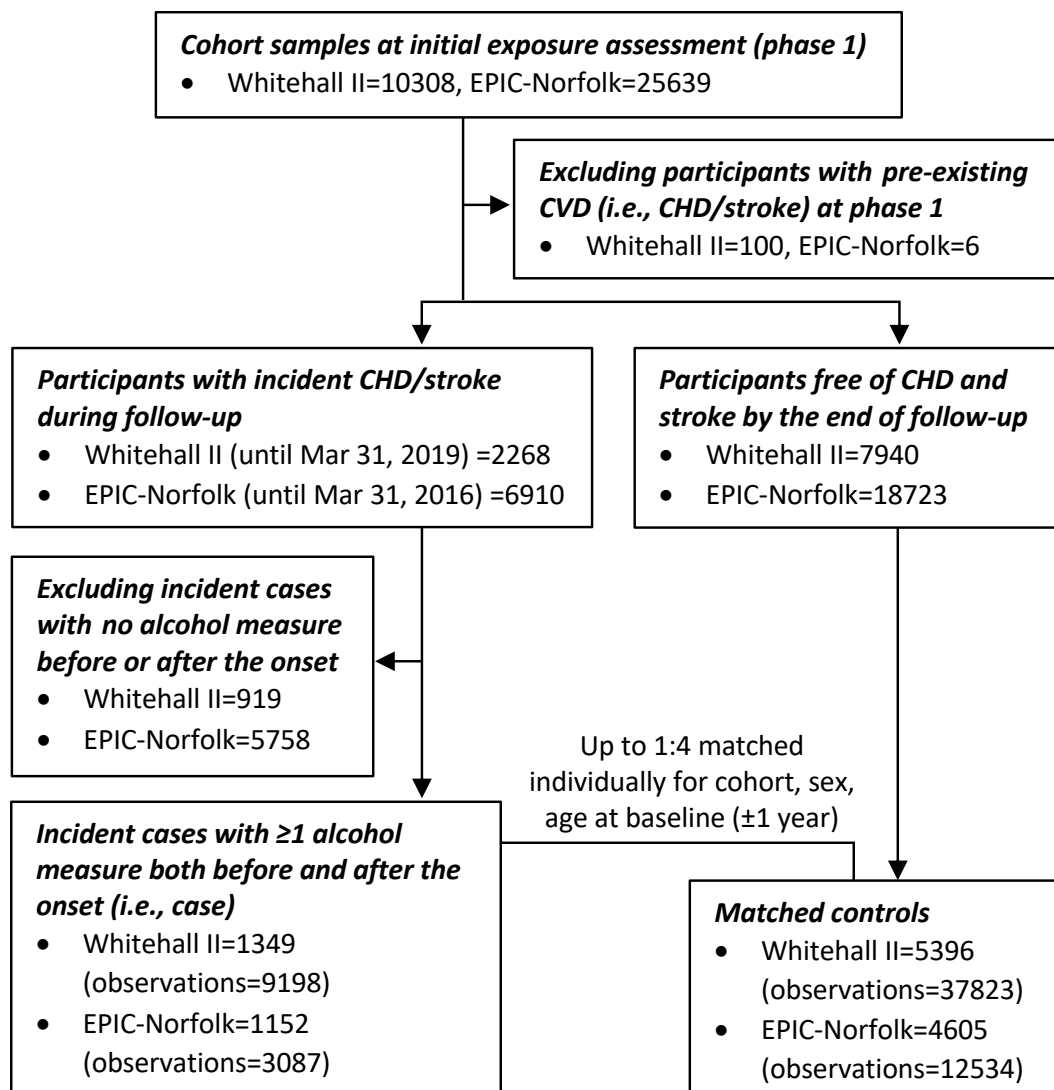 Cohort samples at initial exposure assessment (phase 1)
• Whitehall II=10308, EPIC-Norfolk=25639
Excluding participants with pre-existing
CVD (i.e., CHD/stroke) at phase 1
• Whitehall II=100, EPIC-Norfolk=6
Participants with incident CHD/stroke
during follow-up
• Whitehall II (until Mar 31, 2019) =2268
• EPIC-Norfolk (until Mar 31, 2016) =6910
Participants free of CHD and
stroke by the end of follow-up
• Whitehall II=7940
• EPIC-Norfolk=18723
Excluding incident cases
with no alcohol measure
before or after the onset
• Whitehall II=919
• EPIC-Norfolk=5758
Up to 1:4 matched
individually for cohort, sex,
age at baseline (±1 year)
Incident cases with ≥1 alcohol
measure both before and after the
onset (i.e., case)
• Whitehall II=1349
(observations=9198)
• EPIC-Norfolk=1152
(observations=3087)
Matched controls
• Whitehall II=5396
(observations=37823)
• EPIC-Norfolk=4605
(observations=12534)